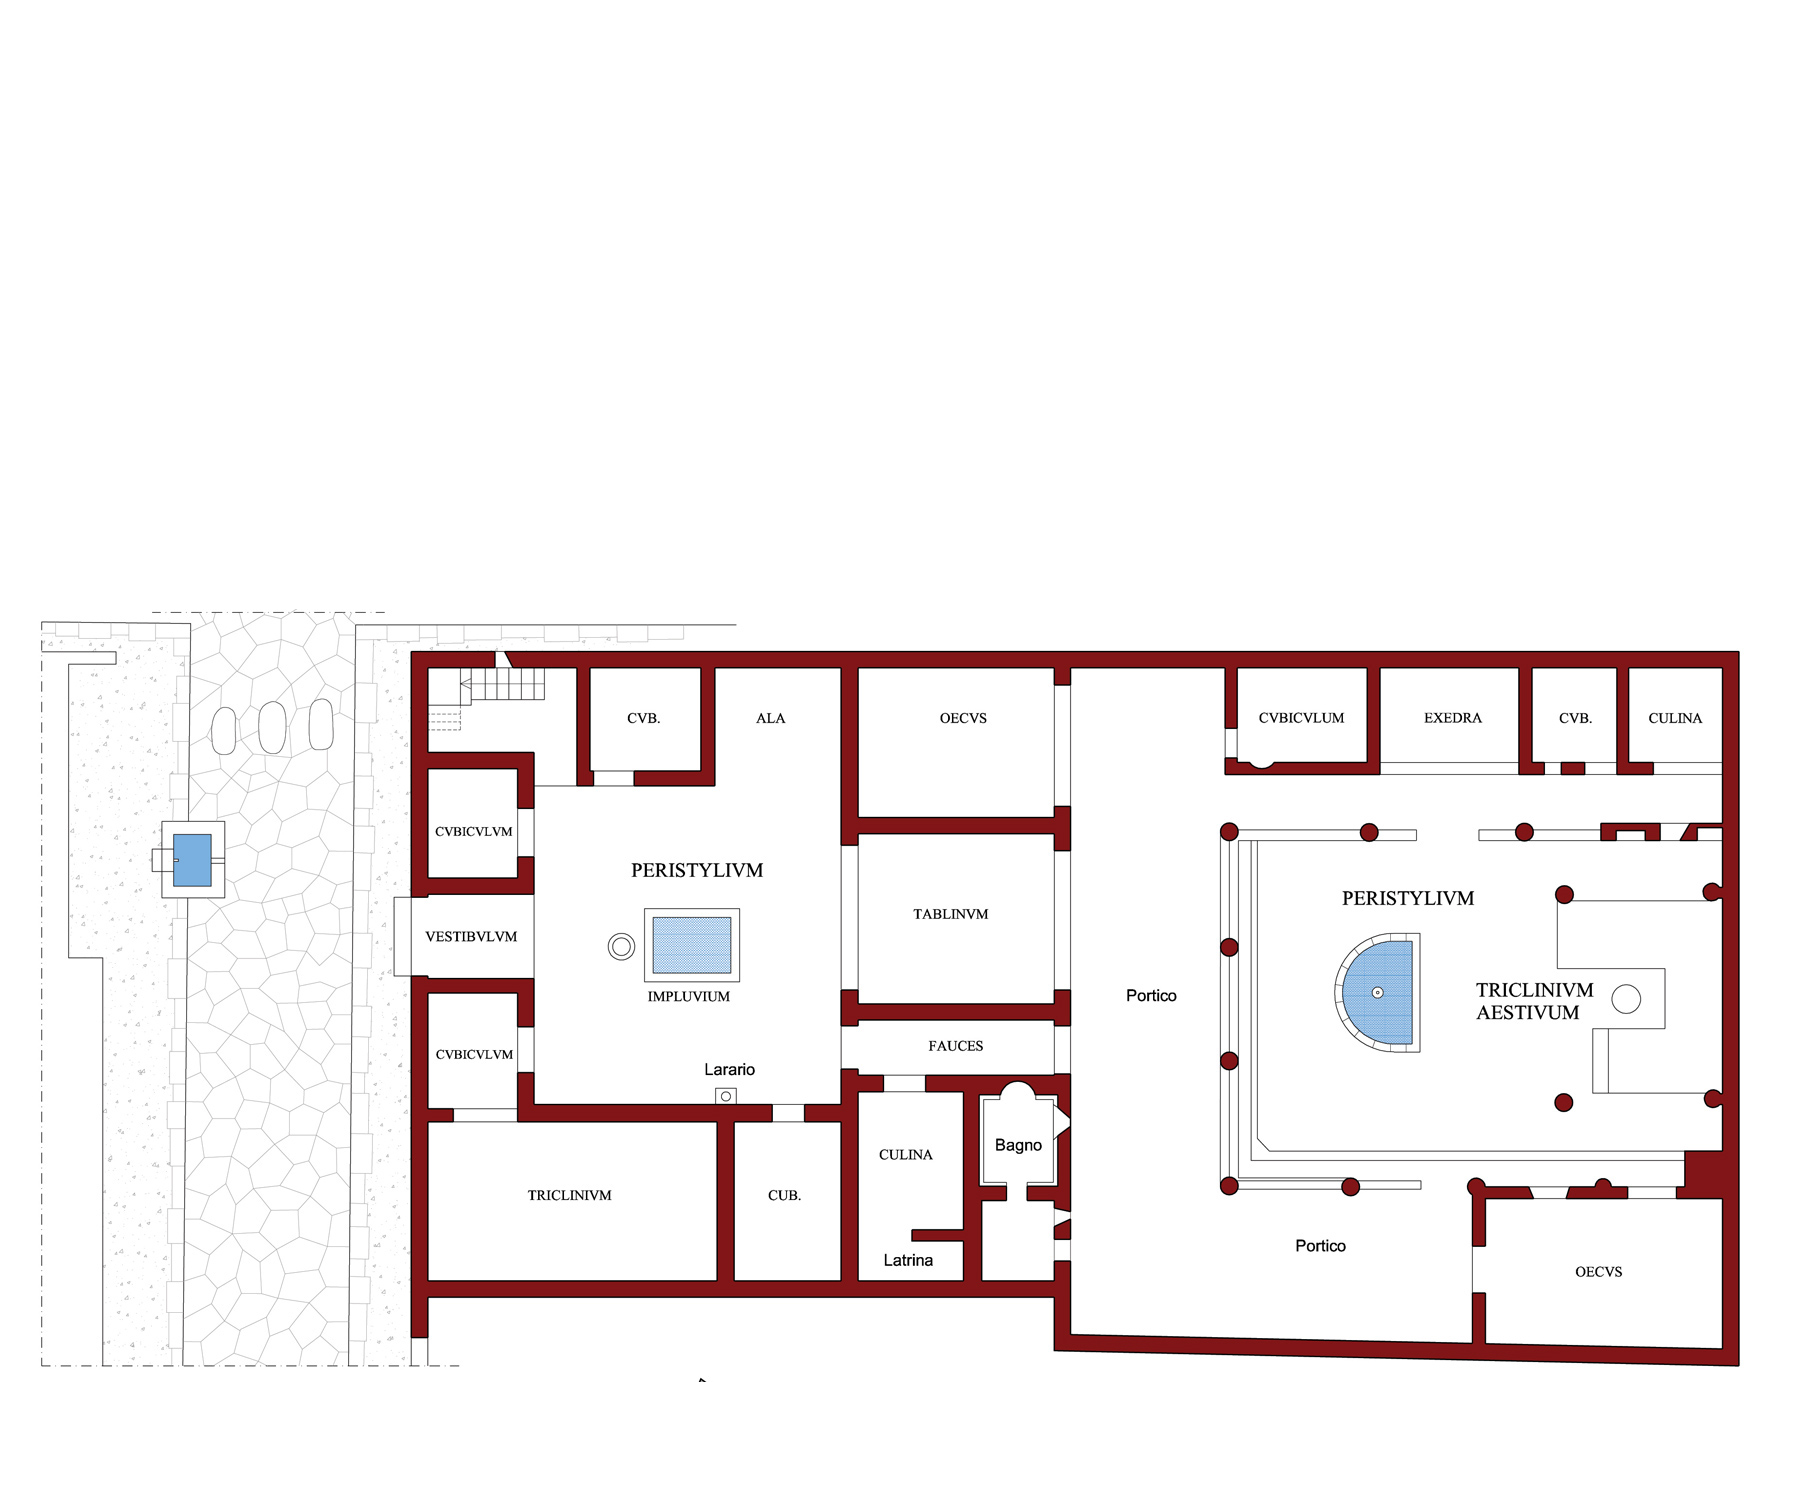 CVB.
ALA
OECVS
CVBICVLUM
EXEDRA
CVB.
CULINA
CVBICVLVM
PERISTYLIVM
PERISTYLIVM
TABLINVM
VESTIBVLVM
IMPLUVIUM
Portico
TRICLINIVM
AESTIVUM
FAUCES
CVBICVLVM
Larario
Bagno
CULINA
TRICLINIVM
CUB.
Latrina
Portico
OECVS